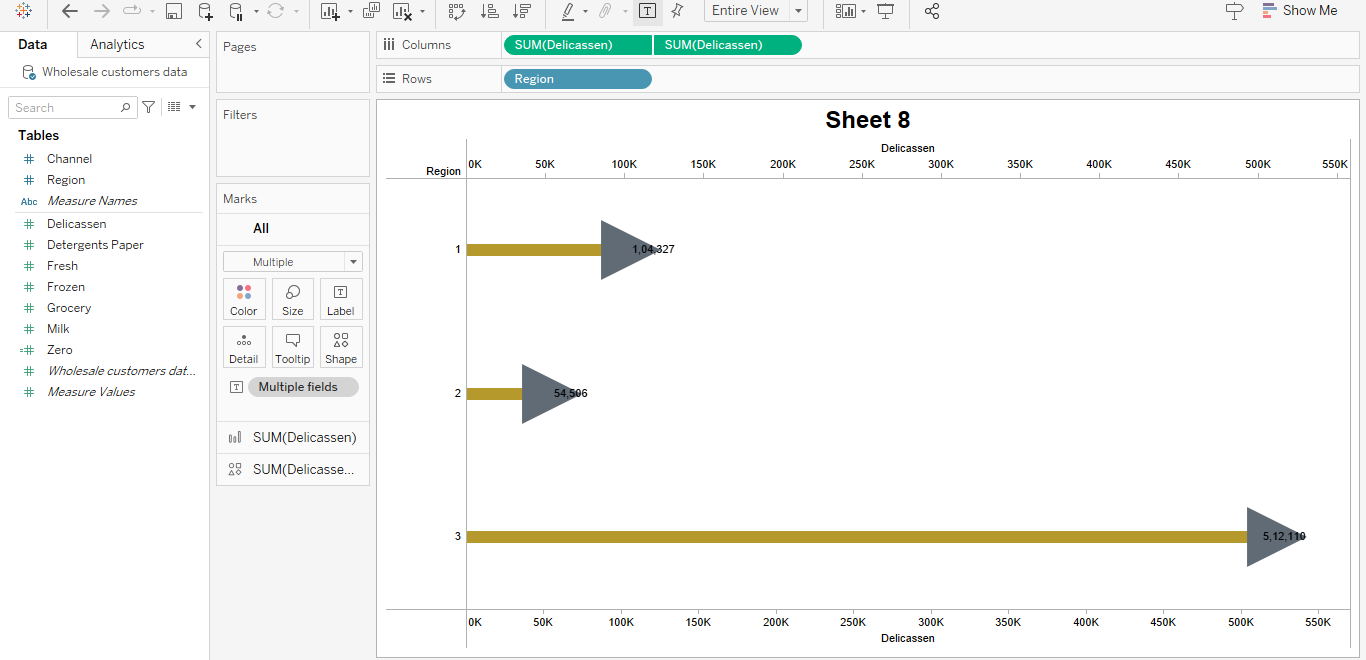 Entire View
Show Me
Data
Analytics
Wholesale customers data
Search
Tables
Channel
Region
Abc
Measure Names
Delicassen
Detergents Paper
Fresh
Frozen
Grocery
Milk
Zero
Wholesale customers dat...
Measure Values
Pages
Filters
Marks
All
Multiple
Color Size Label
Detail Tooltip Shape
Multiple fields
SUM(Delicassen)
SUM(Delicasse...
Columns
SUM(Delicassen) SUM(Delicassen)
Rows
Region
Sheet 8
Delicassen
0K 50K 100K 150K 200K 250K 300K 350K 400K 450K 500K 550K
Region
1 1,04,327
2 54,506
3 5,12,110
0K 50K 100K 150K 200K 250K 300K 350K 400K 450K 500K 550K
Delicassen